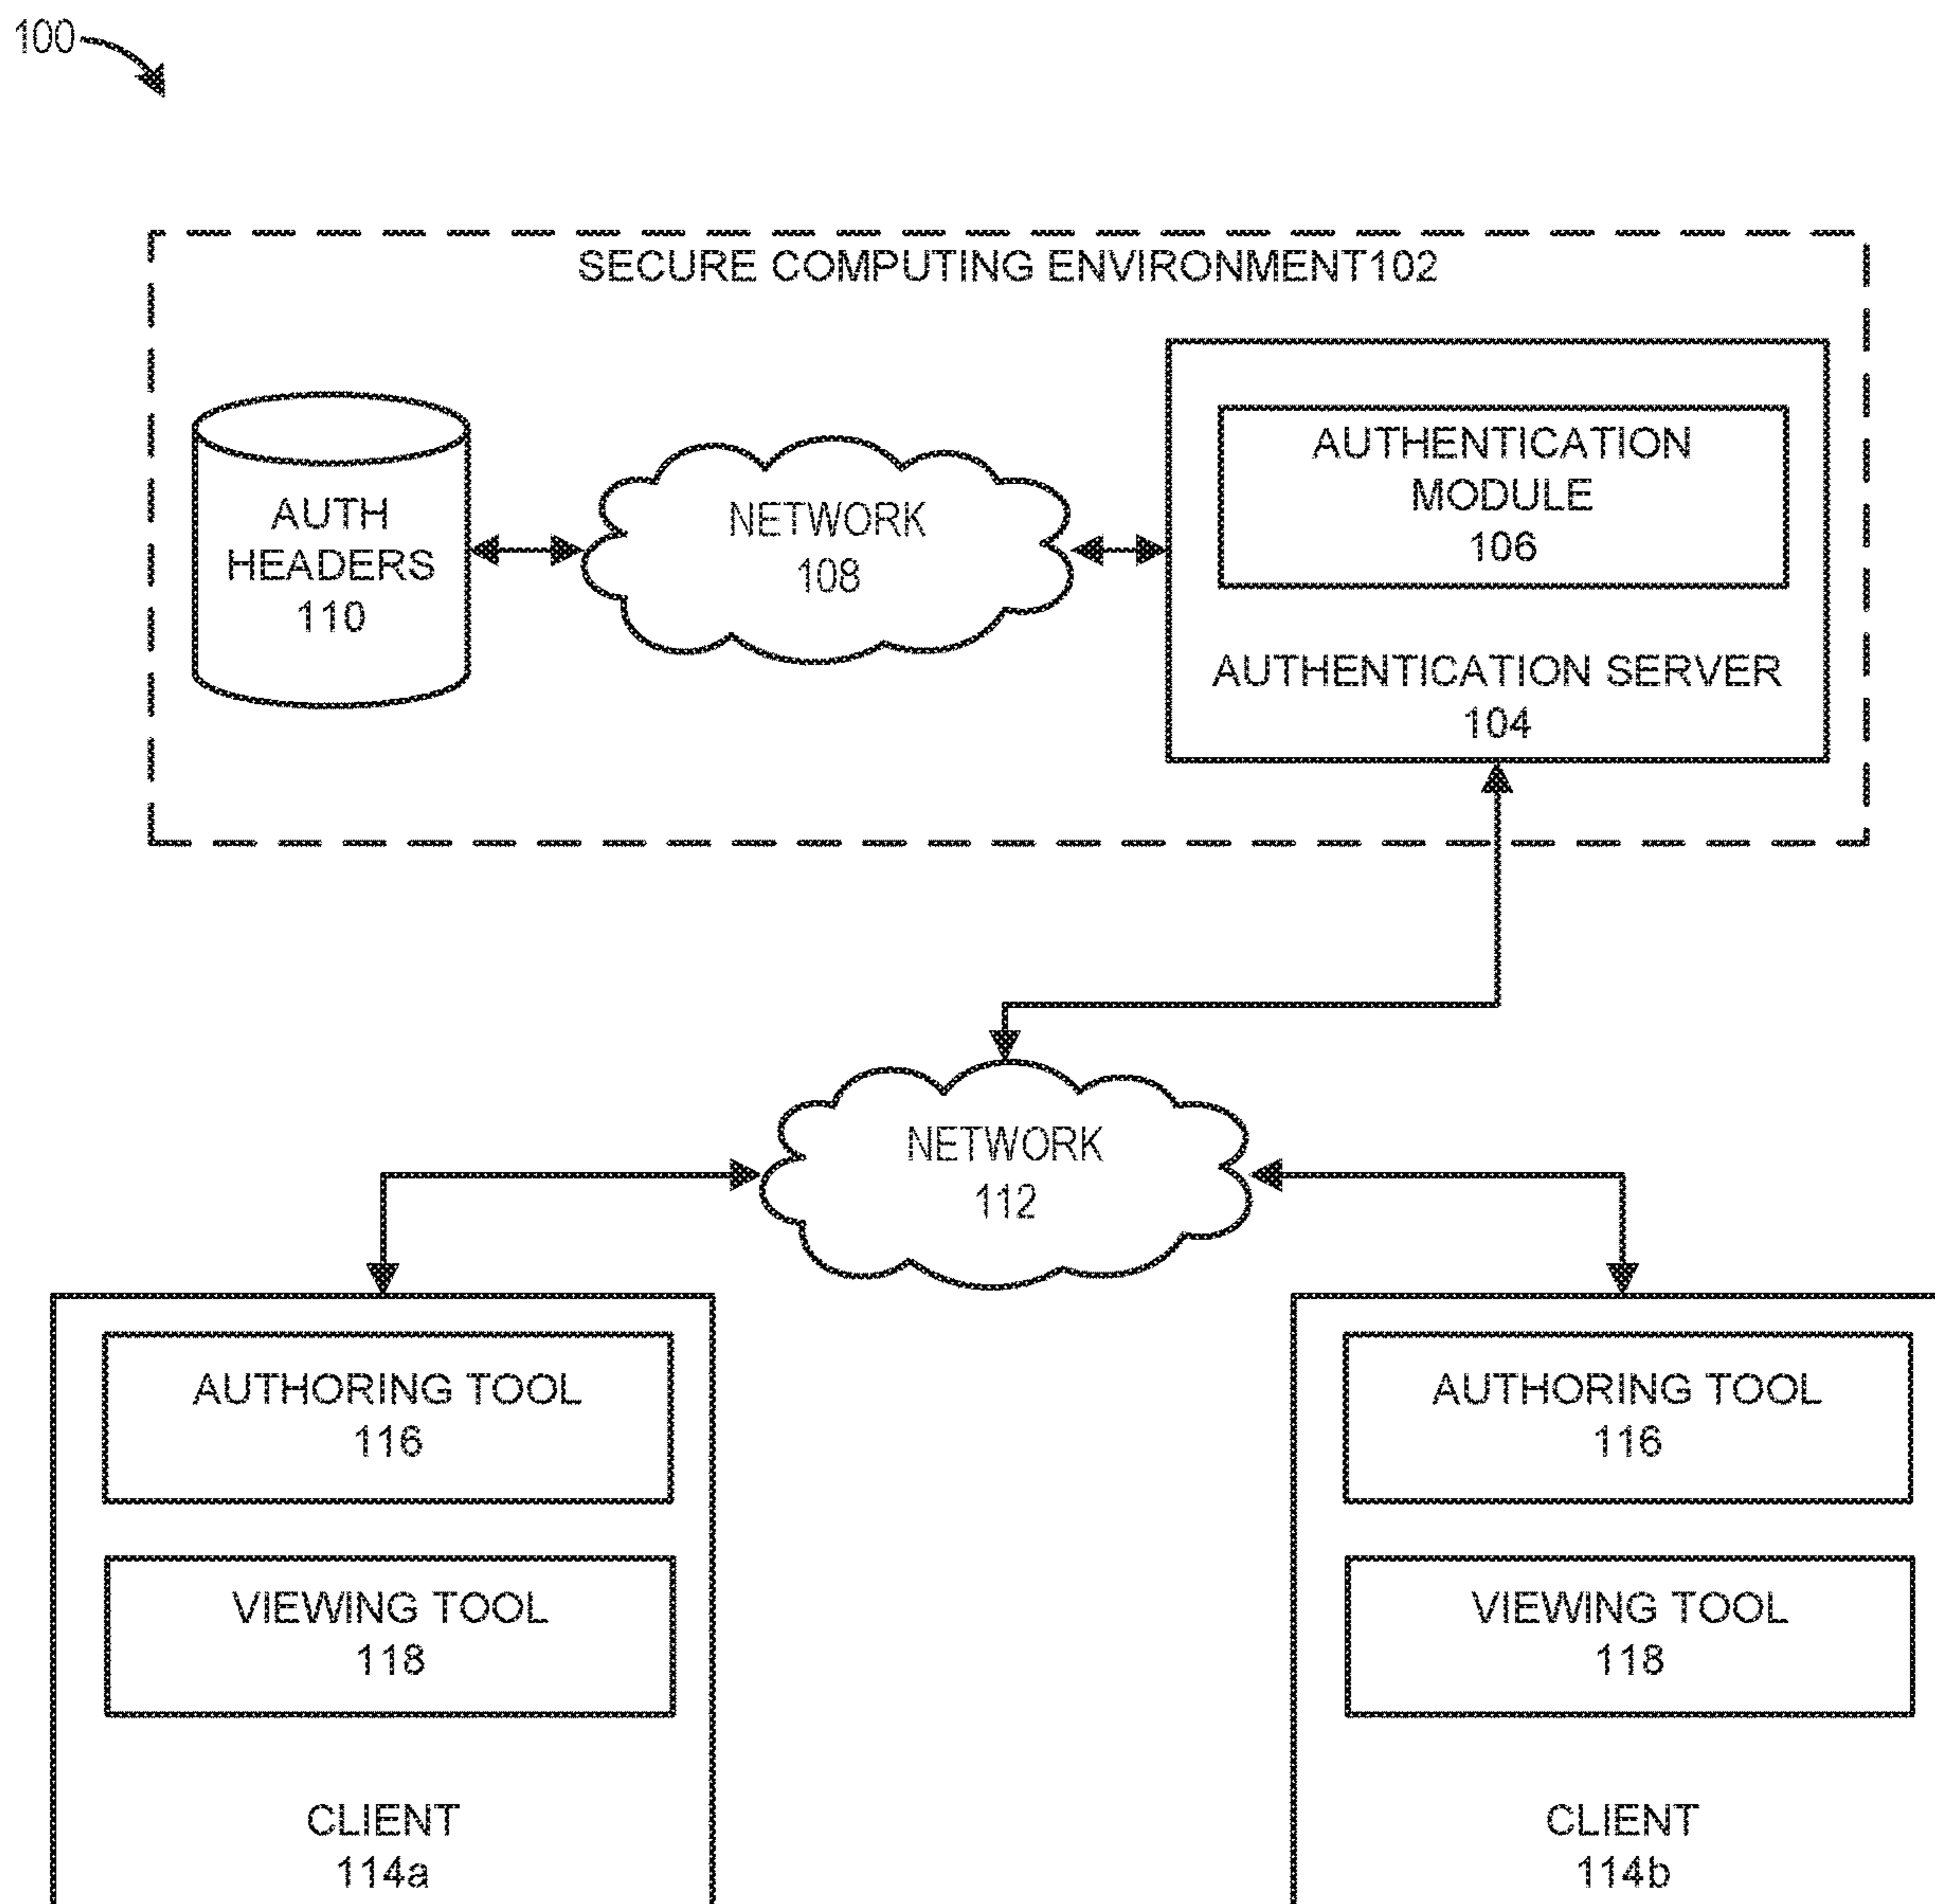 100
SECURE COMPUTING ENVIRONMENT102
AUTH
HEADERS
110
NETWORK
108
AUTHENTICATION
MODULE
106
AUTHENTICATION SERVER
104
NETWORK
112
AUTHORING TOOL
116
VIEWING TOOL
118
CLIENT
114a
AUTHORING TOOL
116
VIEWING TOOL
118
CLIENT
114b